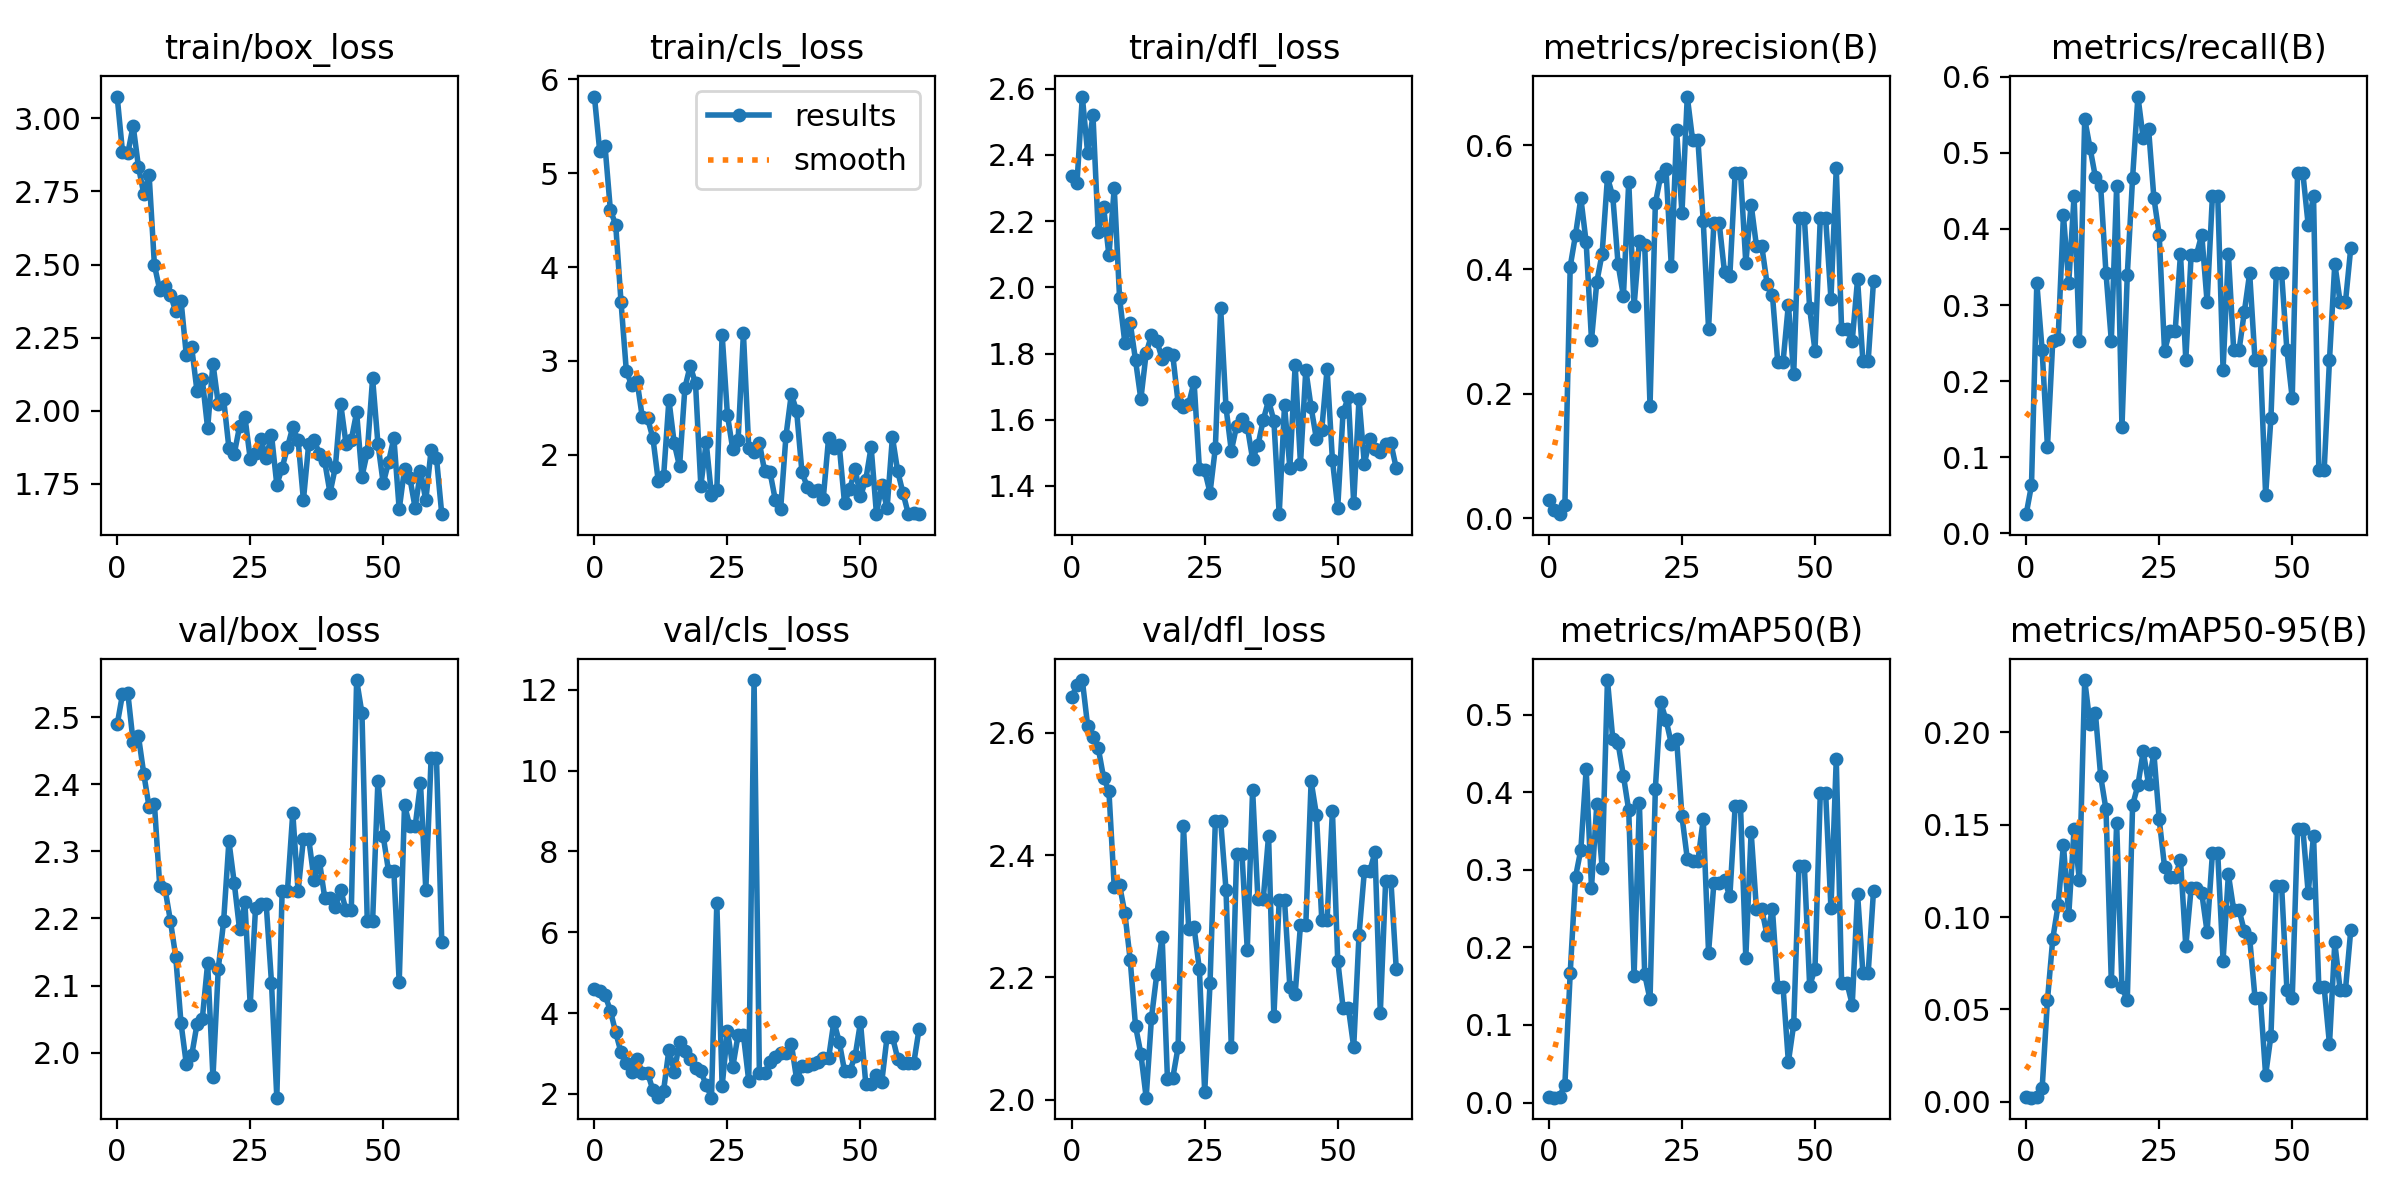 train/box_loss
train/cls_loss
train/dfl_loss
metrics/precision(B)
metrics/recall(B)
3.00
2.75
2.50
2.25
2.00
1.75
0 25 50
6
5
4
3
2
results
smooth
0 25 50
2.6
2.4
2.2
2.0
1.8
1.6
1.4
0 25 50
0.6
0.4
0.2
0.0
0 25 50
0.6
0.5
0.4
0.3
0.2
0.1
0.0
0 25 50
val/box_loss
val/cls_loss
val/dfl_loss
metrics/mAP50(B)
metrics/mAP50-95(B)
2.5
2.4
2.3
2.2
2.1
2.0
0 25 50
12
10
8
6
4
2
0 25 50
2.6
2.4
2.2
2.0
0 25 50
0.5
0.4
0.3
0.2
0.1
0.0
0 25 50
0.20
0.15
0.10
0.05
0.00
0 25 50